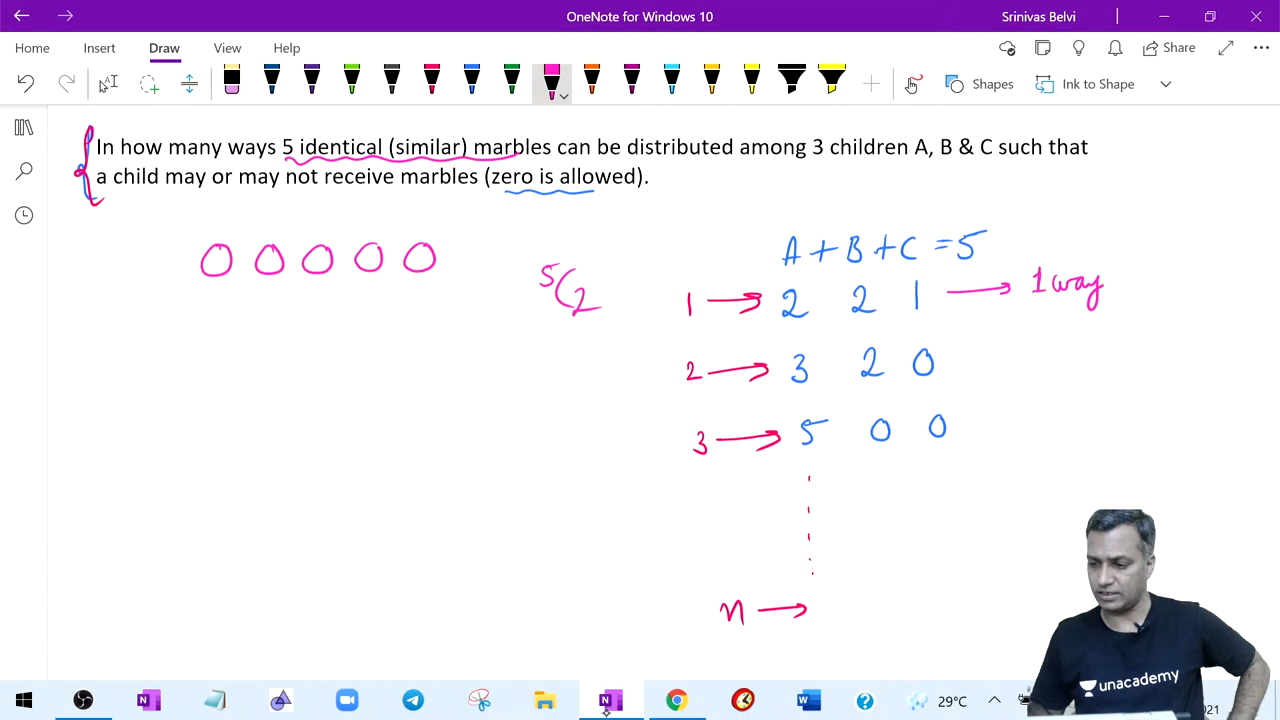 OneNote for Windows 10
Srinivas Belvi
Home Insert Draw View Help
Share
Shapes Ink to Shape
In how many ways 5 identical (similar) marbles can be distributed among 3 children A, B & C such that
a child may or may not receive marbles (zero is allowed).
A + B + C = 5
5C2
1 → 2 2 1 → 1 way
2 → 3 2 0
3 → 5 0 0
n →
unacademy
29°C
2021